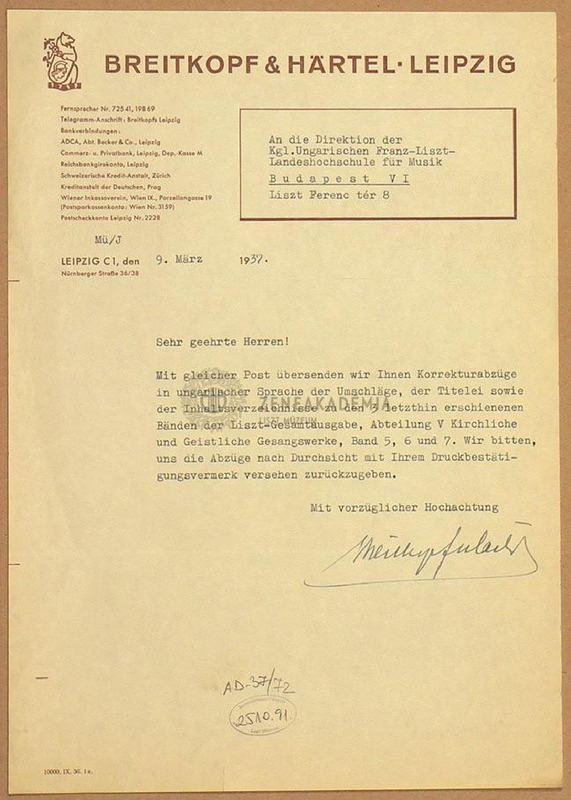 1719
BREITKOPF & HÄRTEL · LEIPZIG
Fernsprecher Nr. 725 41, 198 69
Telegramm-Anschrift: Breitkopfs Leipzig
Bankverbindungen:
ADCA, Abt. Becker & Co., Leipzig
Commerz- u. Privatbank, Leipzig, Dep.-Kasse M
Reichsbankgirokonto, Leipzig
Schweizerische Kredit-Anstalt, Zürich
Kreditanstalt der Deutschen, Prag
Wiener Inkassoverein, Wien IX., Porzellangasse 19
(Postsparkassenkonto: Wien Nr. 3159)
Postscheckkonto Leipzig Nr. 2228
An die Direktion der
Kgl.Ungarischen Franz-Liszt-
Landeshochschule für Musik
Budapest VI
Liszt Ferenc tér 8
Mü/J
LEIPZIG C 1, den 9. März 1937.
Nürnberger Straße 36/38
Sehr geehrte Herren!
Mit gleicher Post übersenden wir Ihnen Korrekturabzüge
in ungarischer Sprache der Umschläge, der Titelei sowie
der Inhaltsverzeichnisse zu den 3 letzthin erschienenen
Bänden der Liszt-Gesamtausgabe, Abteilung V Kirchliche
und Geistliche Gesangswerke, Band 5, 6 und 7. Wir bitten,
uns die Abzüge nach Durchsicht mit Ihrem Druckbestäti-
gungsvermerk versehen zurückzugeben.
ZENEAKADÉMIA
LISZT MÚZEUM
Mit vorzüglicher Hochachtung
AD-37/72
2510.91.
10000. IX. 36. I a.